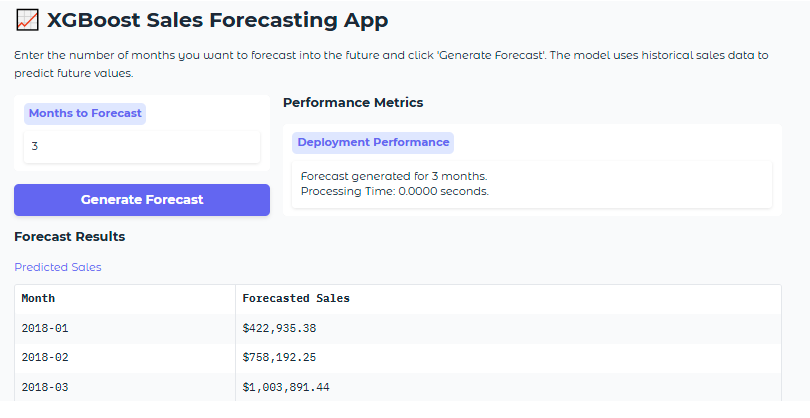 📈 XGBoost Sales Forecasting App
Enter the number of months you want to forecast into the future and click 'Generate Forecast'. The model uses historical sales data to
predict future values.
Months to Forecast
3
Generate Forecast
Performance Metrics
Deployment Performance
Forecast generated for 3 months.
Processing Time: 0.0000 seconds.
Forecast Results
Predicted Sales
Month Forecasted Sales
2018-01 $422,935.38
2018-02 $758,192.25
2018-03 $1,003,891.44